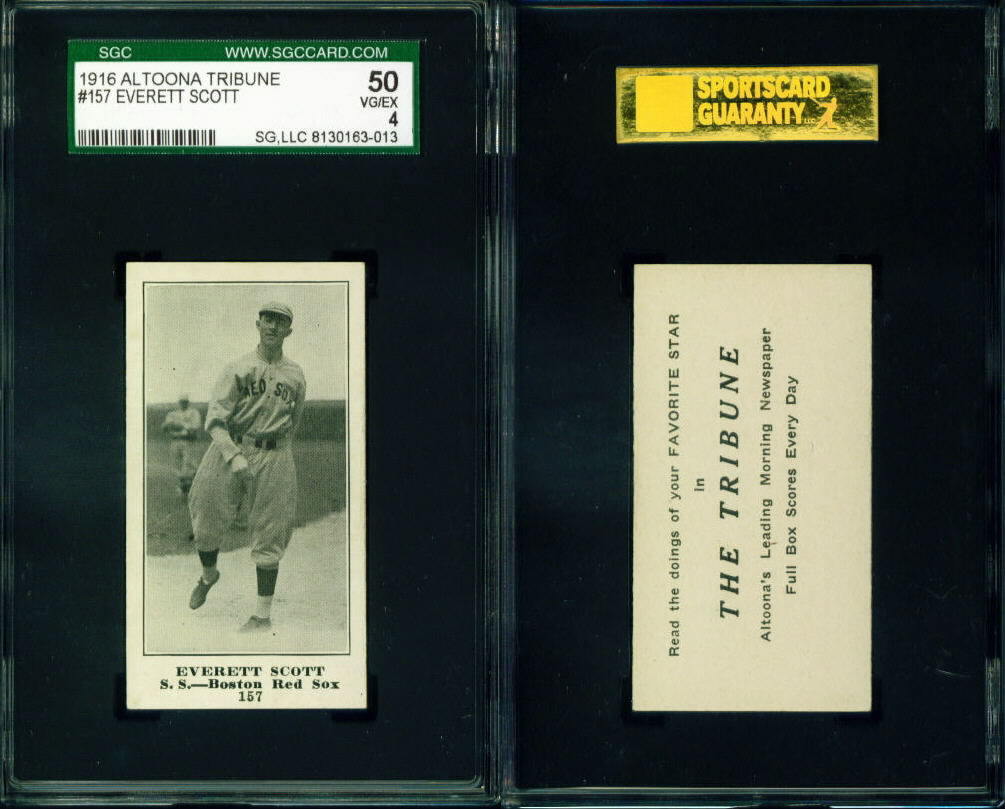 SGC WWW.SGCCARD.COM
1916 ALTOONA TRIBUNE 50
#157 EVERETT SCOTT VG/EX
4
SG,LLC 8130163-013
RED SOX
EVERETT SCOTT
S. S.—Boston Red Sox
157
SPORTSCARD
GUARANTY LLC
Read the doings of your FAVORITE STAR
in
THE TRIBUNE
Altoona's Leading Morning Newspaper
Full Box Scores Every Day